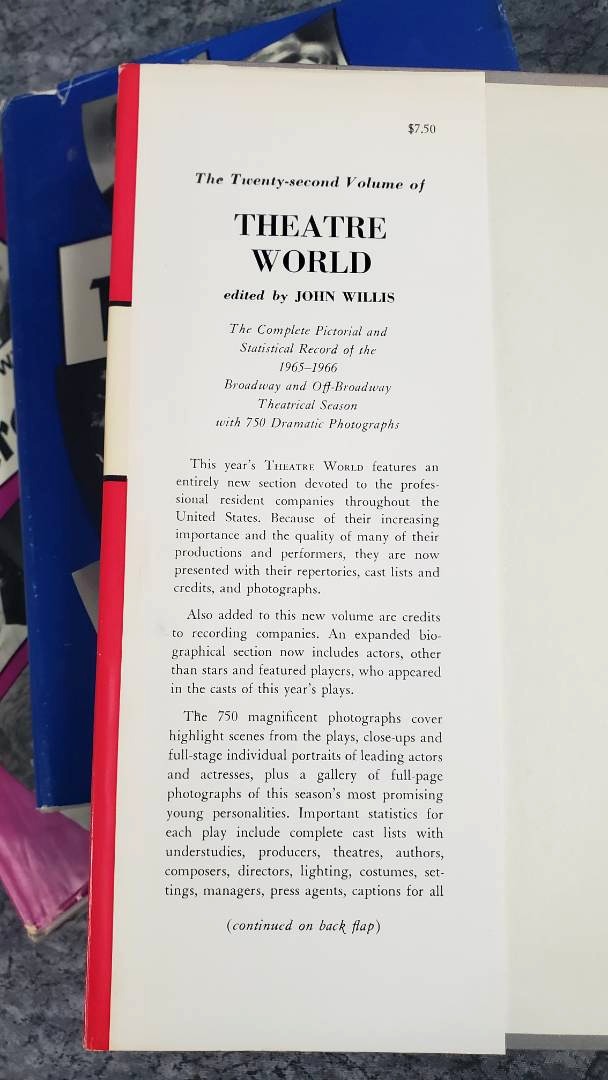 $7.50
The Twenty-second Volume of
THEATRE
WORLD
edited by JOHN WILLIS
The Complete Pictorial and
Statistical Record of the
1965–1966
Broadway and Off-Broadway
Theatrical Season
with 750 Dramatic Photographs
This year's THEATRE WORLD features an
entirely new section devoted to the profes-
sional resident companies throughout the
United States. Because of their increasing
importance and the quality of many of their
productions and performers, they are now
presented with their repertories, cast lists and
credits, and photographs.
Also added to this new volume are credits
to recording companies. An expanded bio-
graphical section now includes actors, other
than stars and featured players, who appeared
in the casts of this year's plays.
The 750 magnificent photographs cover
highlight scenes from the plays, close-ups and
full-stage individual portraits of leading actors
and actresses, plus a gallery of full-page
photographs of this season's most promising
young personalities. Important statistics for
each play include complete cast lists with
understudies, producers, theatres, authors,
composers, directors, lighting, costumes, set-
tings, managers, press agents, captions for all
(continued on back flap)